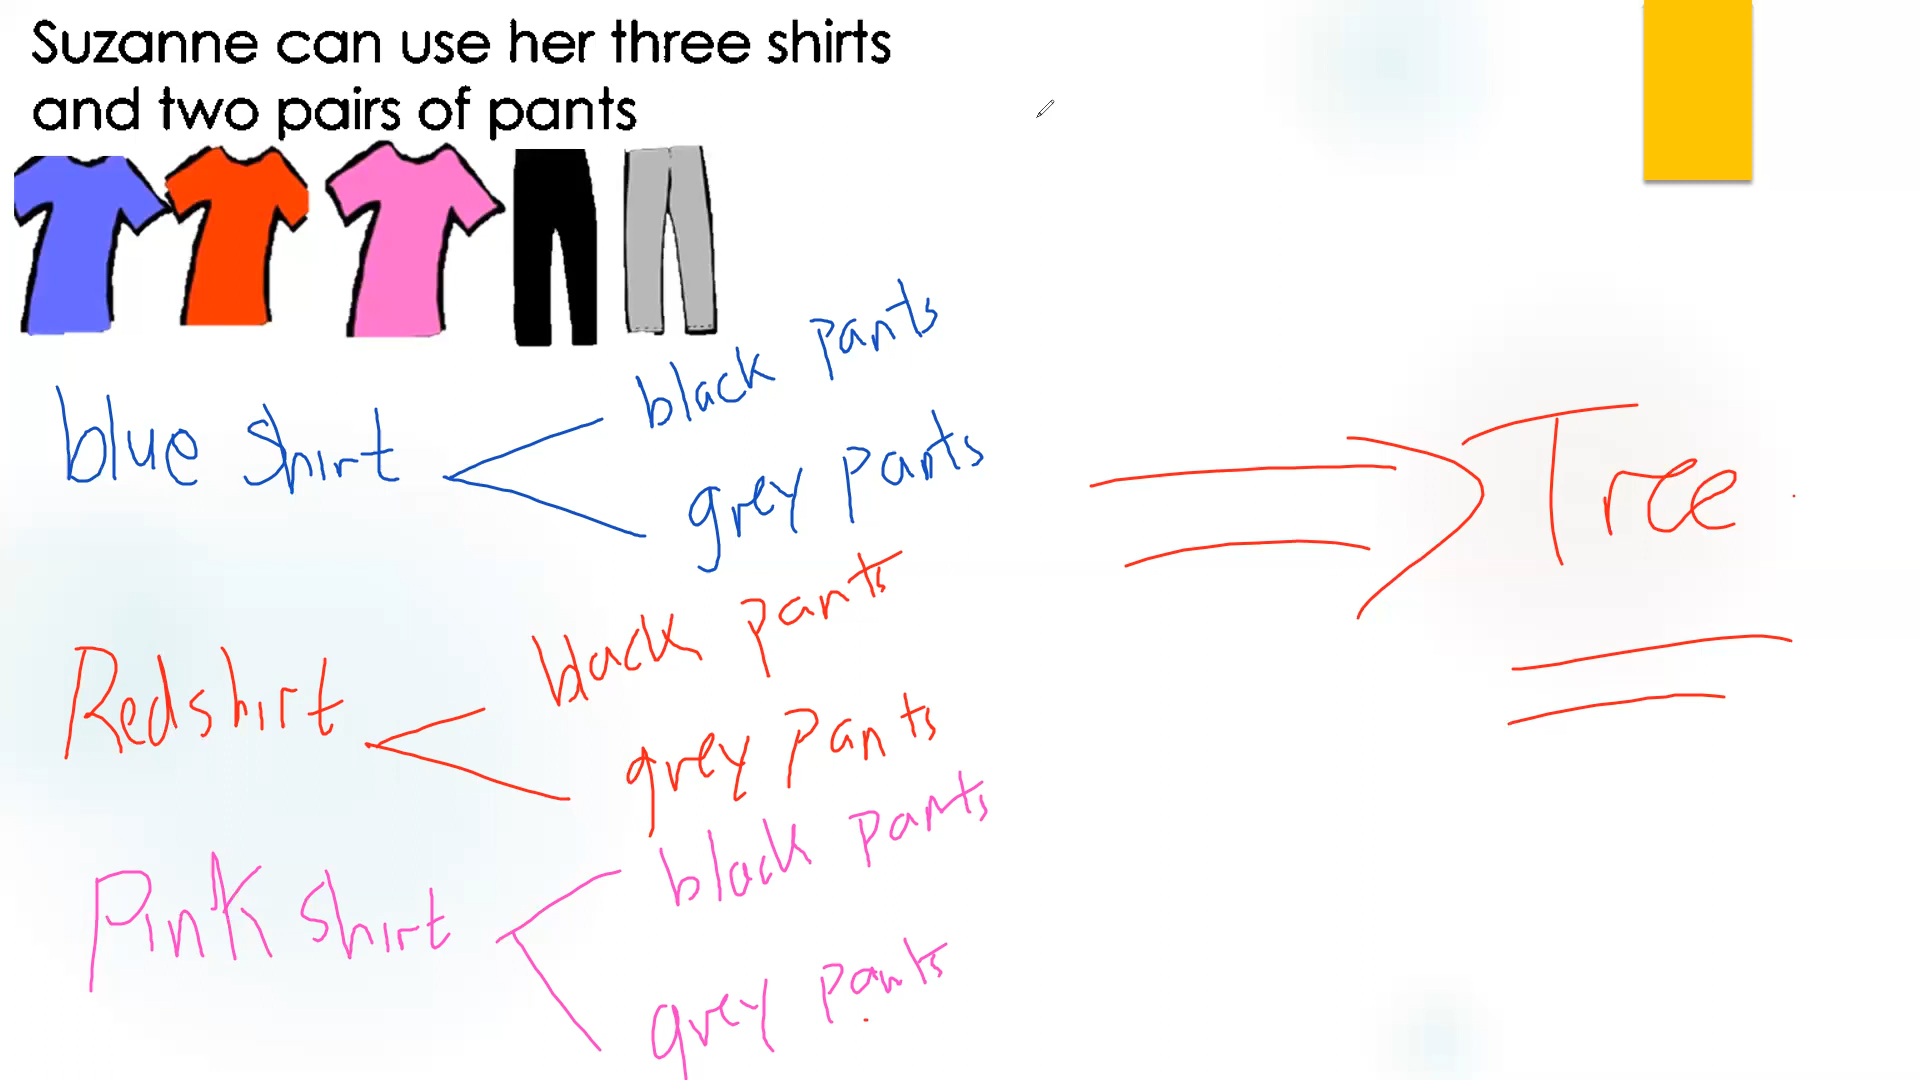 Suzanne can use her three shirts
and two pairs of pants
blue shirt
black pants
grey pants
Redshirt
black pants
grey pants
Pink shirt
black pants
grey pants
Tree